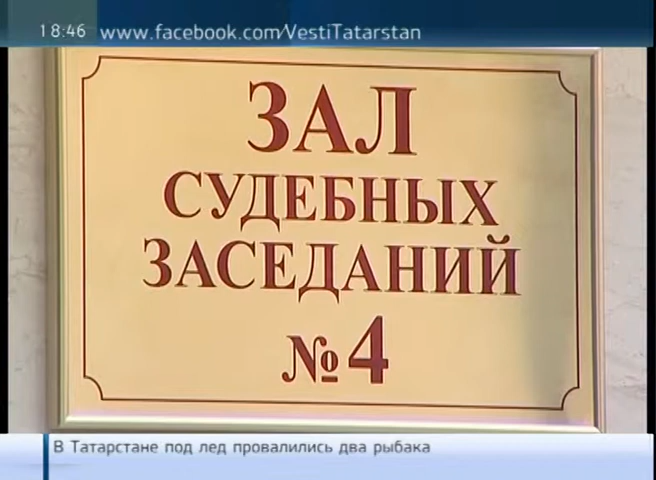 18:46 www.facebook.com/VestiTatarstan
ЗАЛ
СУДЕБНЫХ
ЗАСЕДАНИЙ
№4
В Татарстане под лед провалились два рыбака